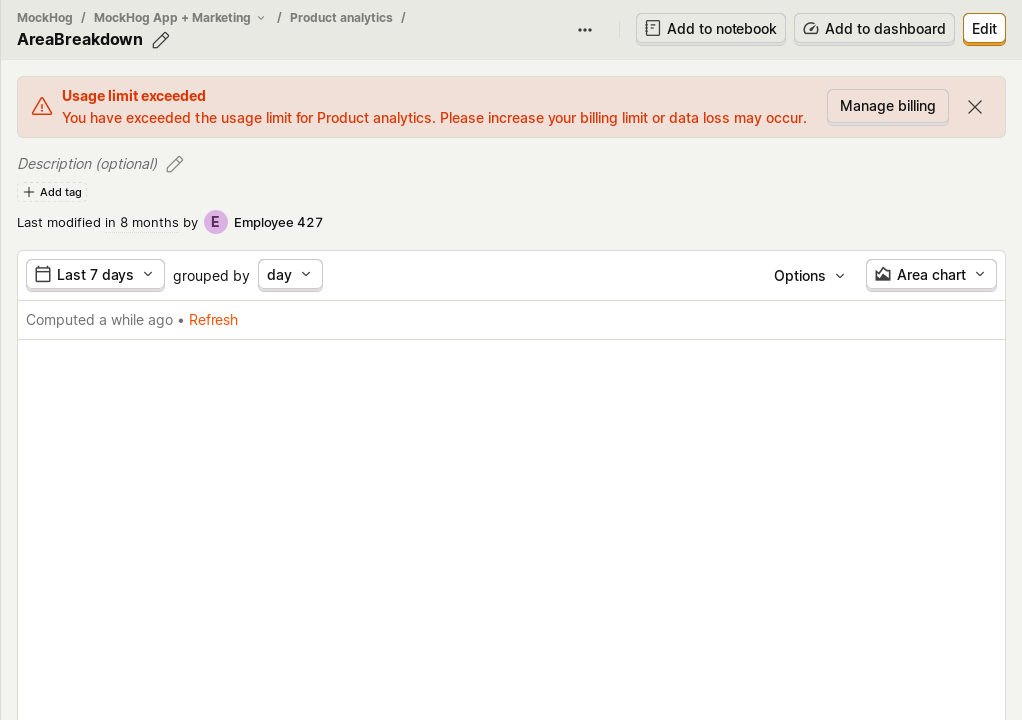 MockHog / MockHog App + Marketing / Product analytics /
AreaBreakdown
Add to notebook
Add to dashboard
Edit
Usage limit exceeded
You have exceeded the usage limit for Product analytics. Please increase your billing limit or data loss may occur.
Manage billing
Description (optional)
Add tag
Last modified in 8 months by E Employee 427
Last 7 days grouped by day
Options
Area chart
Computed a while ago • Refresh